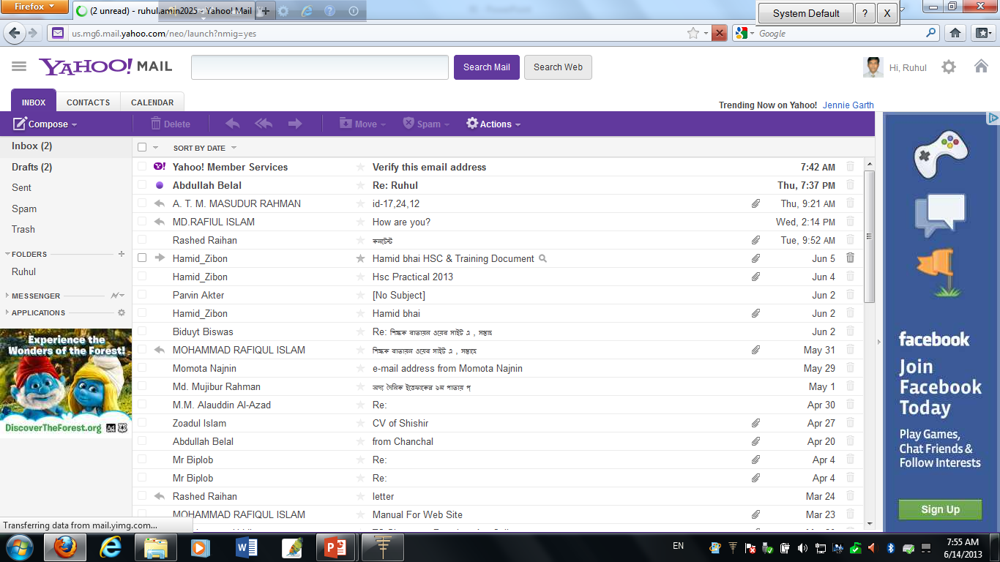 Firefox
(2 unread) - ruhul.amin2025 - Yahoo! Mail
System Default ? X
us.mg6.mail.yahoo.com/neo/launch?nmig=yes
Google
YAHOO! MAIL
Search Mail
Search Web
Hi, Ruhul
INBOX CONTACTS CALENDAR
Trending Now on Yahoo! Jennie Garth
Compose Delete Move Spam Actions
Inbox (2)
Drafts (2)
Sent
Spam
Trash
FOLDERS
Ruhul
MESSENGER
APPLICATIONS
Experience the
Wonders of the Forest!
DiscoverTheForest.org
SORT BY DATE
Yahoo! Member Services Verify this email address 7:42 AM
Abdullah Belal Re: Ruhul Thu, 7:37 PM
A. T. M. MASUDUR RAHMAN id-17,24,12 Thu, 9:21 AM
MD.RAFIUL ISLAM How are you? Wed, 2:14 PM
Rashed Raihan কনটেন্ট Tue, 9:52 AM
Hamid_Zibon Hamid bhai HSC & Training Document Jun 5
Hamid_Zibon Hsc Practical 2013 Jun 4
Parvin Akter [No Subject] Jun 2
Hamid_Zibon Hamid bhai Jun 2
Biduyt Biswas Re: শিক্ষক বাতায়ন ওয়েব সাইট এ , সপ্তাহ Jun 2
MOHAMMAD RAFIQUL ISLAM শিক্ষক বাতায়ন ওয়েব সাইট এ , সপ্তাহে May 31
Momota Najnin e-mail address from Momota Najnin May 29
Md. Mujibur Rahman অদ্য দৈনিক ইত্তেফাকের ৯ম পাতায় প্ May 1
M.M. Alauddin Al-Azad Re: Apr 30
Zoadul Islam CV of Shishir Apr 27
Abdullah Belal from Chanchal Apr 20
Mr Biplob Re: Apr 4
Mr Biplob Re: Apr 4
Rashed Raihan letter Mar 24
MOHAMMAD RAFIQUL ISLAM Manual For Web Site Mar 23
facebook
Join
Facebook
Today
Play Games,
Chat Friends &
Follow Interests
Sign Up
Transferring data from mail.yimg.com...
EN
7:55 AM
6/14/2013